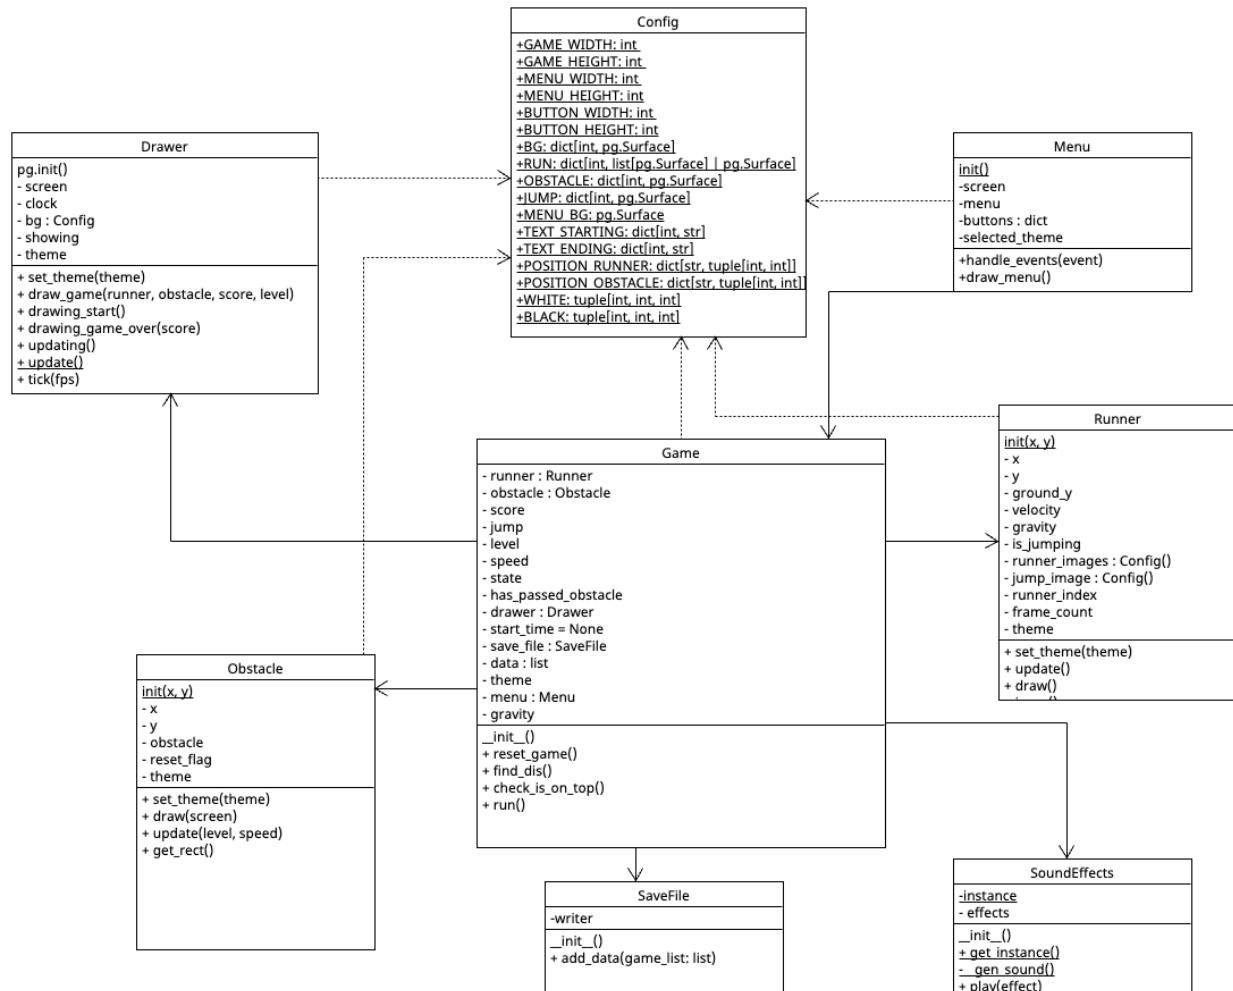 Config
+GAME_WIDTH: int
+GAME_HEIGHT: int
+MENU_WIDTH: int
+MENU_HEIGHT: int
+BUTTON_WIDTH: int
+BUTTON_HEIGHT: int
+BG: dict[int, pg.Surface]
+RUN: dict[int, list[pg.Surface] | pg.Surface]
+OBSTACLE: dict[int, pg.Surface]
+JUMP: dict[int, pg.Surface]
+MENU_BG: pg.Surface
+TEXT_STARTING: dict[int, str]
+TEXT_ENDING: dict[int, str]
+POSITION_RUNNER: dict[str, tuple[int, int]]
+POSITION_OBSTACLE: dict[str, tuple[int, int]]
+WHITE: tuple[int, int, int]
+BLACK: tuple[int, int, int]
Drawer
pg.init()
- screen
- clock
- bg : Config
- showing
- theme
+ set_theme(theme)
+ draw_game(runner, obstacle, score, level)
+ drawing_start()
+ drawing_game_over(score)
+ updating()
+ update()
+ tick(fps)
Menu
init()
-screen
-menu
-buttons : dict
-selected_theme
+handle_events(event)
+draw_menu()
Runner
init(x, y)
- x
- y
- ground_y
- velocity
- gravity
- is_jumping
- runner_images : Config()
- jump_image : Config()
- runner_index
- frame_count
- theme
+ set_theme(theme)
+ update()
+ draw()
Game
- runner : Runner
- obstacle : Obstacle
- score
- jump
- level
- speed
- state
- has_passed_obstacle
- drawer : Drawer
- start_time = None
- save_file : SaveFile
- data : list
- theme
- menu : Menu
- gravity
__init__()
+ reset_game()
+ find_dis()
+ check_is_on_top()
+ run()
Obstacle
init(x, y)
- x
- y
- obstacle
- reset_flag
- theme
+ set_theme(theme)
+ draw(screen)
+ update(level, speed)
+ get_rect()
SaveFile
-writer
__init__()
+ add_data(game_list: list)
SoundEffects
-instance
- effects
__init__()
+ get_instance()
-__gen_sound()
+ play(effect)